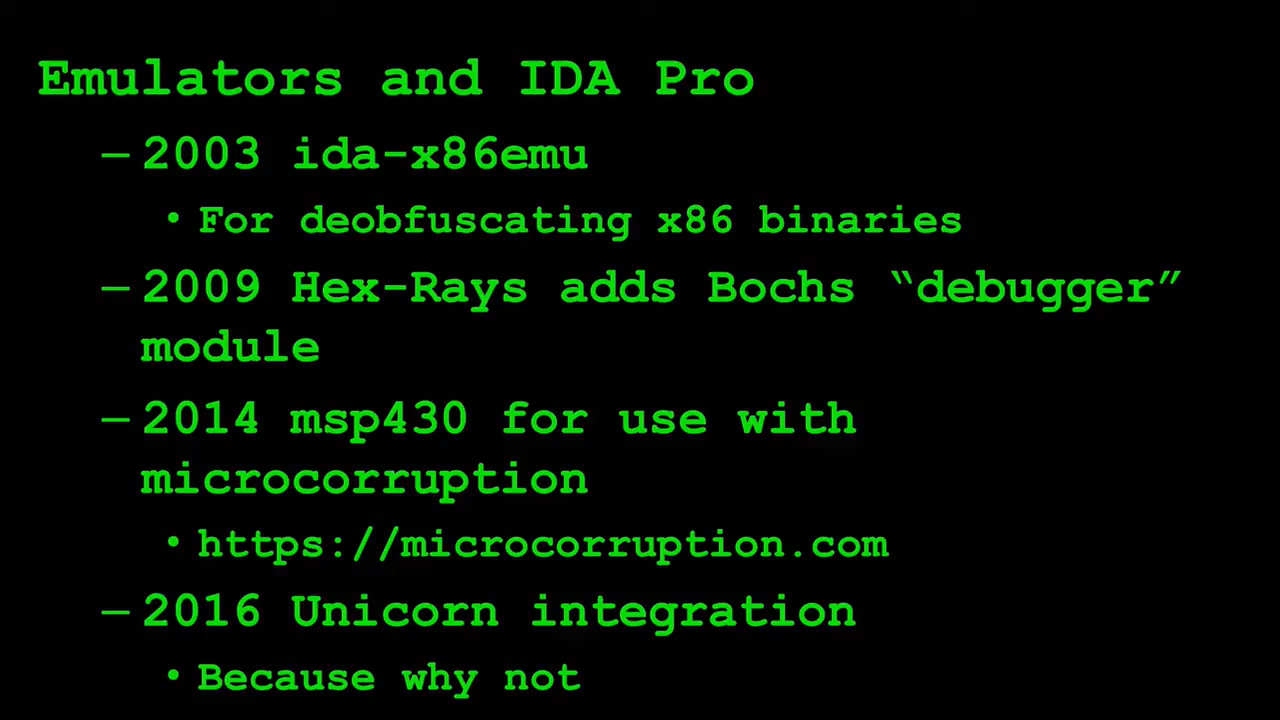 Emulators and IDA Pro
– 2003 ida-x86emu
• For deobfuscating x86 binaries
– 2009 Hex-Rays adds Bochs “debugger”
module
– 2014 msp430 for use with
microcorruption
• https://microcorruption.com
– 2016 Unicorn integration
• Because why not